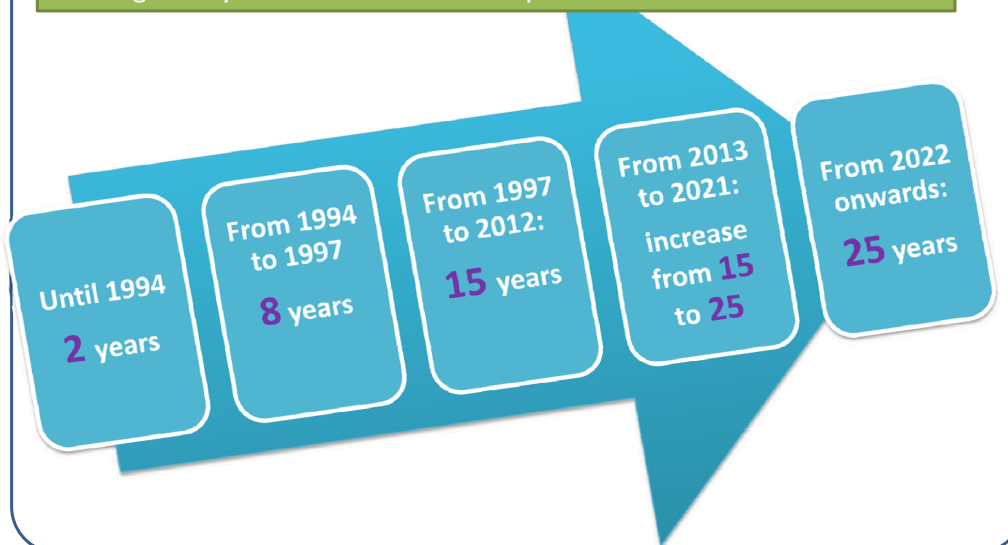 Until 1994
2 years
From 1994
to 1997
8 years
From 1997
to 2012:
15 years
From 2013
to 2021:
increase
from 15
to 25
From 2022
onwards:
25 years